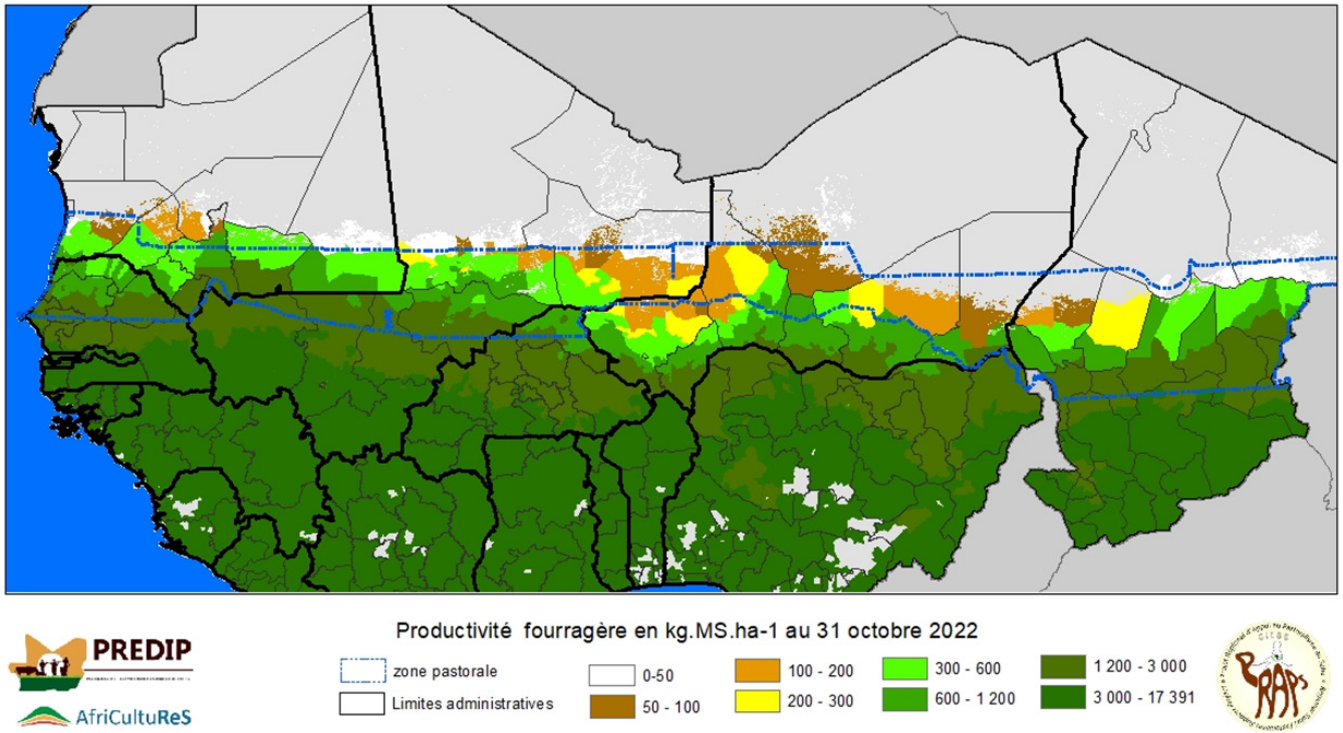 Productivité fourragère en kg.MS.ha-1 au 31 octobre 2022
zone pastorale
Limites administratives
0-50
50 - 100
100 - 200
200 - 300
300 - 600
600 - 1 200
1 200 - 3 000
3 000 - 17 391
PREDIP
AfriCultuReS
PRAPS